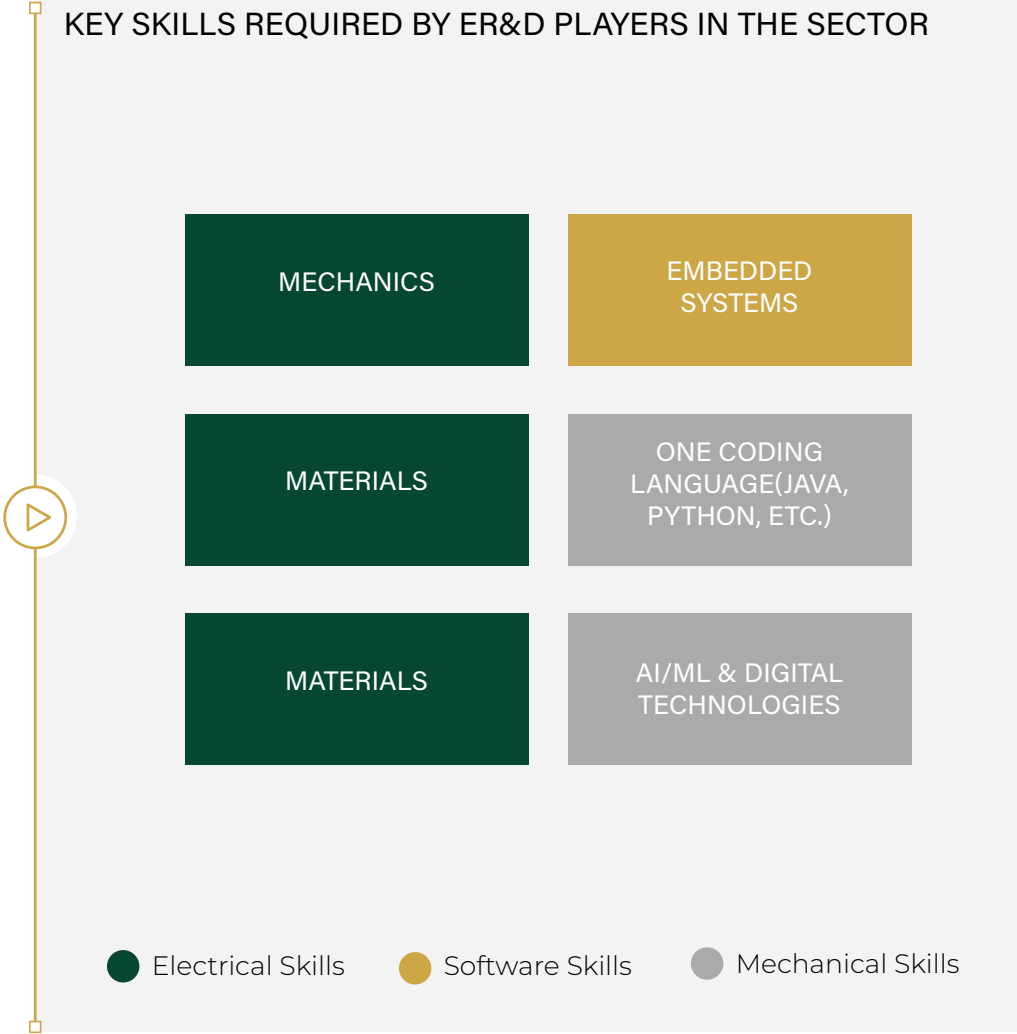 KEY SKILLS REQUIRED BY ER&D PLAYERS IN THE SECTOR
MECHANICS
EMBEDDED
SYSTEMS
MATERIALS
ONE CODING
LANGUAGE(JAVA,
PYTHON, ETC.)
MATERIALS
AI/ML & DIGITAL
TECHNOLOGIES
Electrical Skills
Software Skills
Mechanical Skills